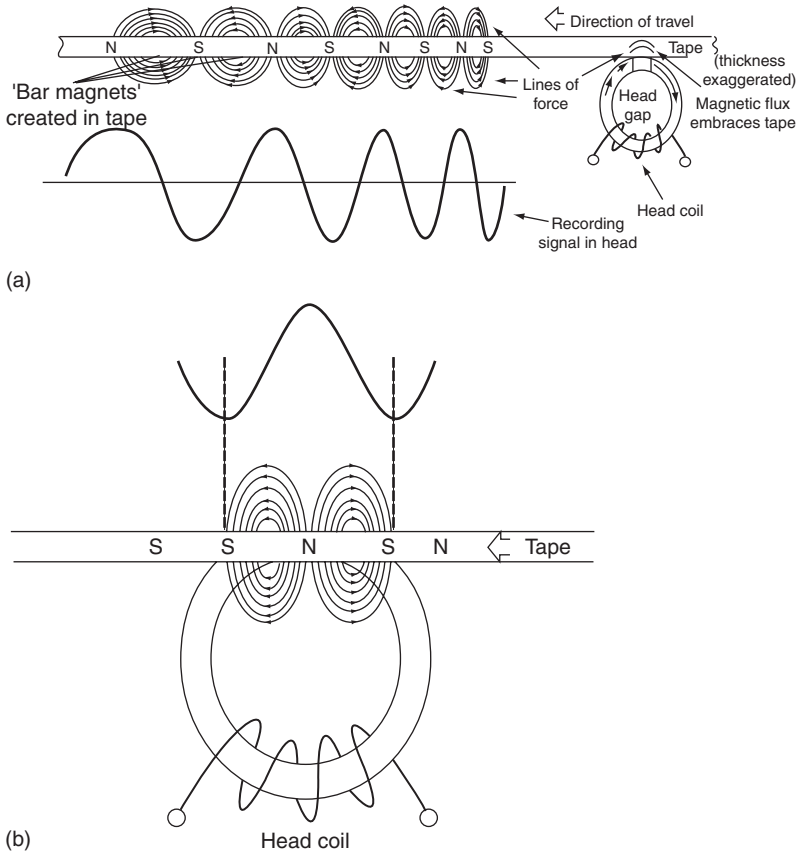 Direction of travel
N S N S N S N S
Tape
(thickness
exaggerated)
'Bar magnets'
created in tape
Lines of
force
Head
gap
Magnetic flux
embraces tape
Head coil
Recording
signal in head
(a)
S S N S N Tape
Head coil
(b)